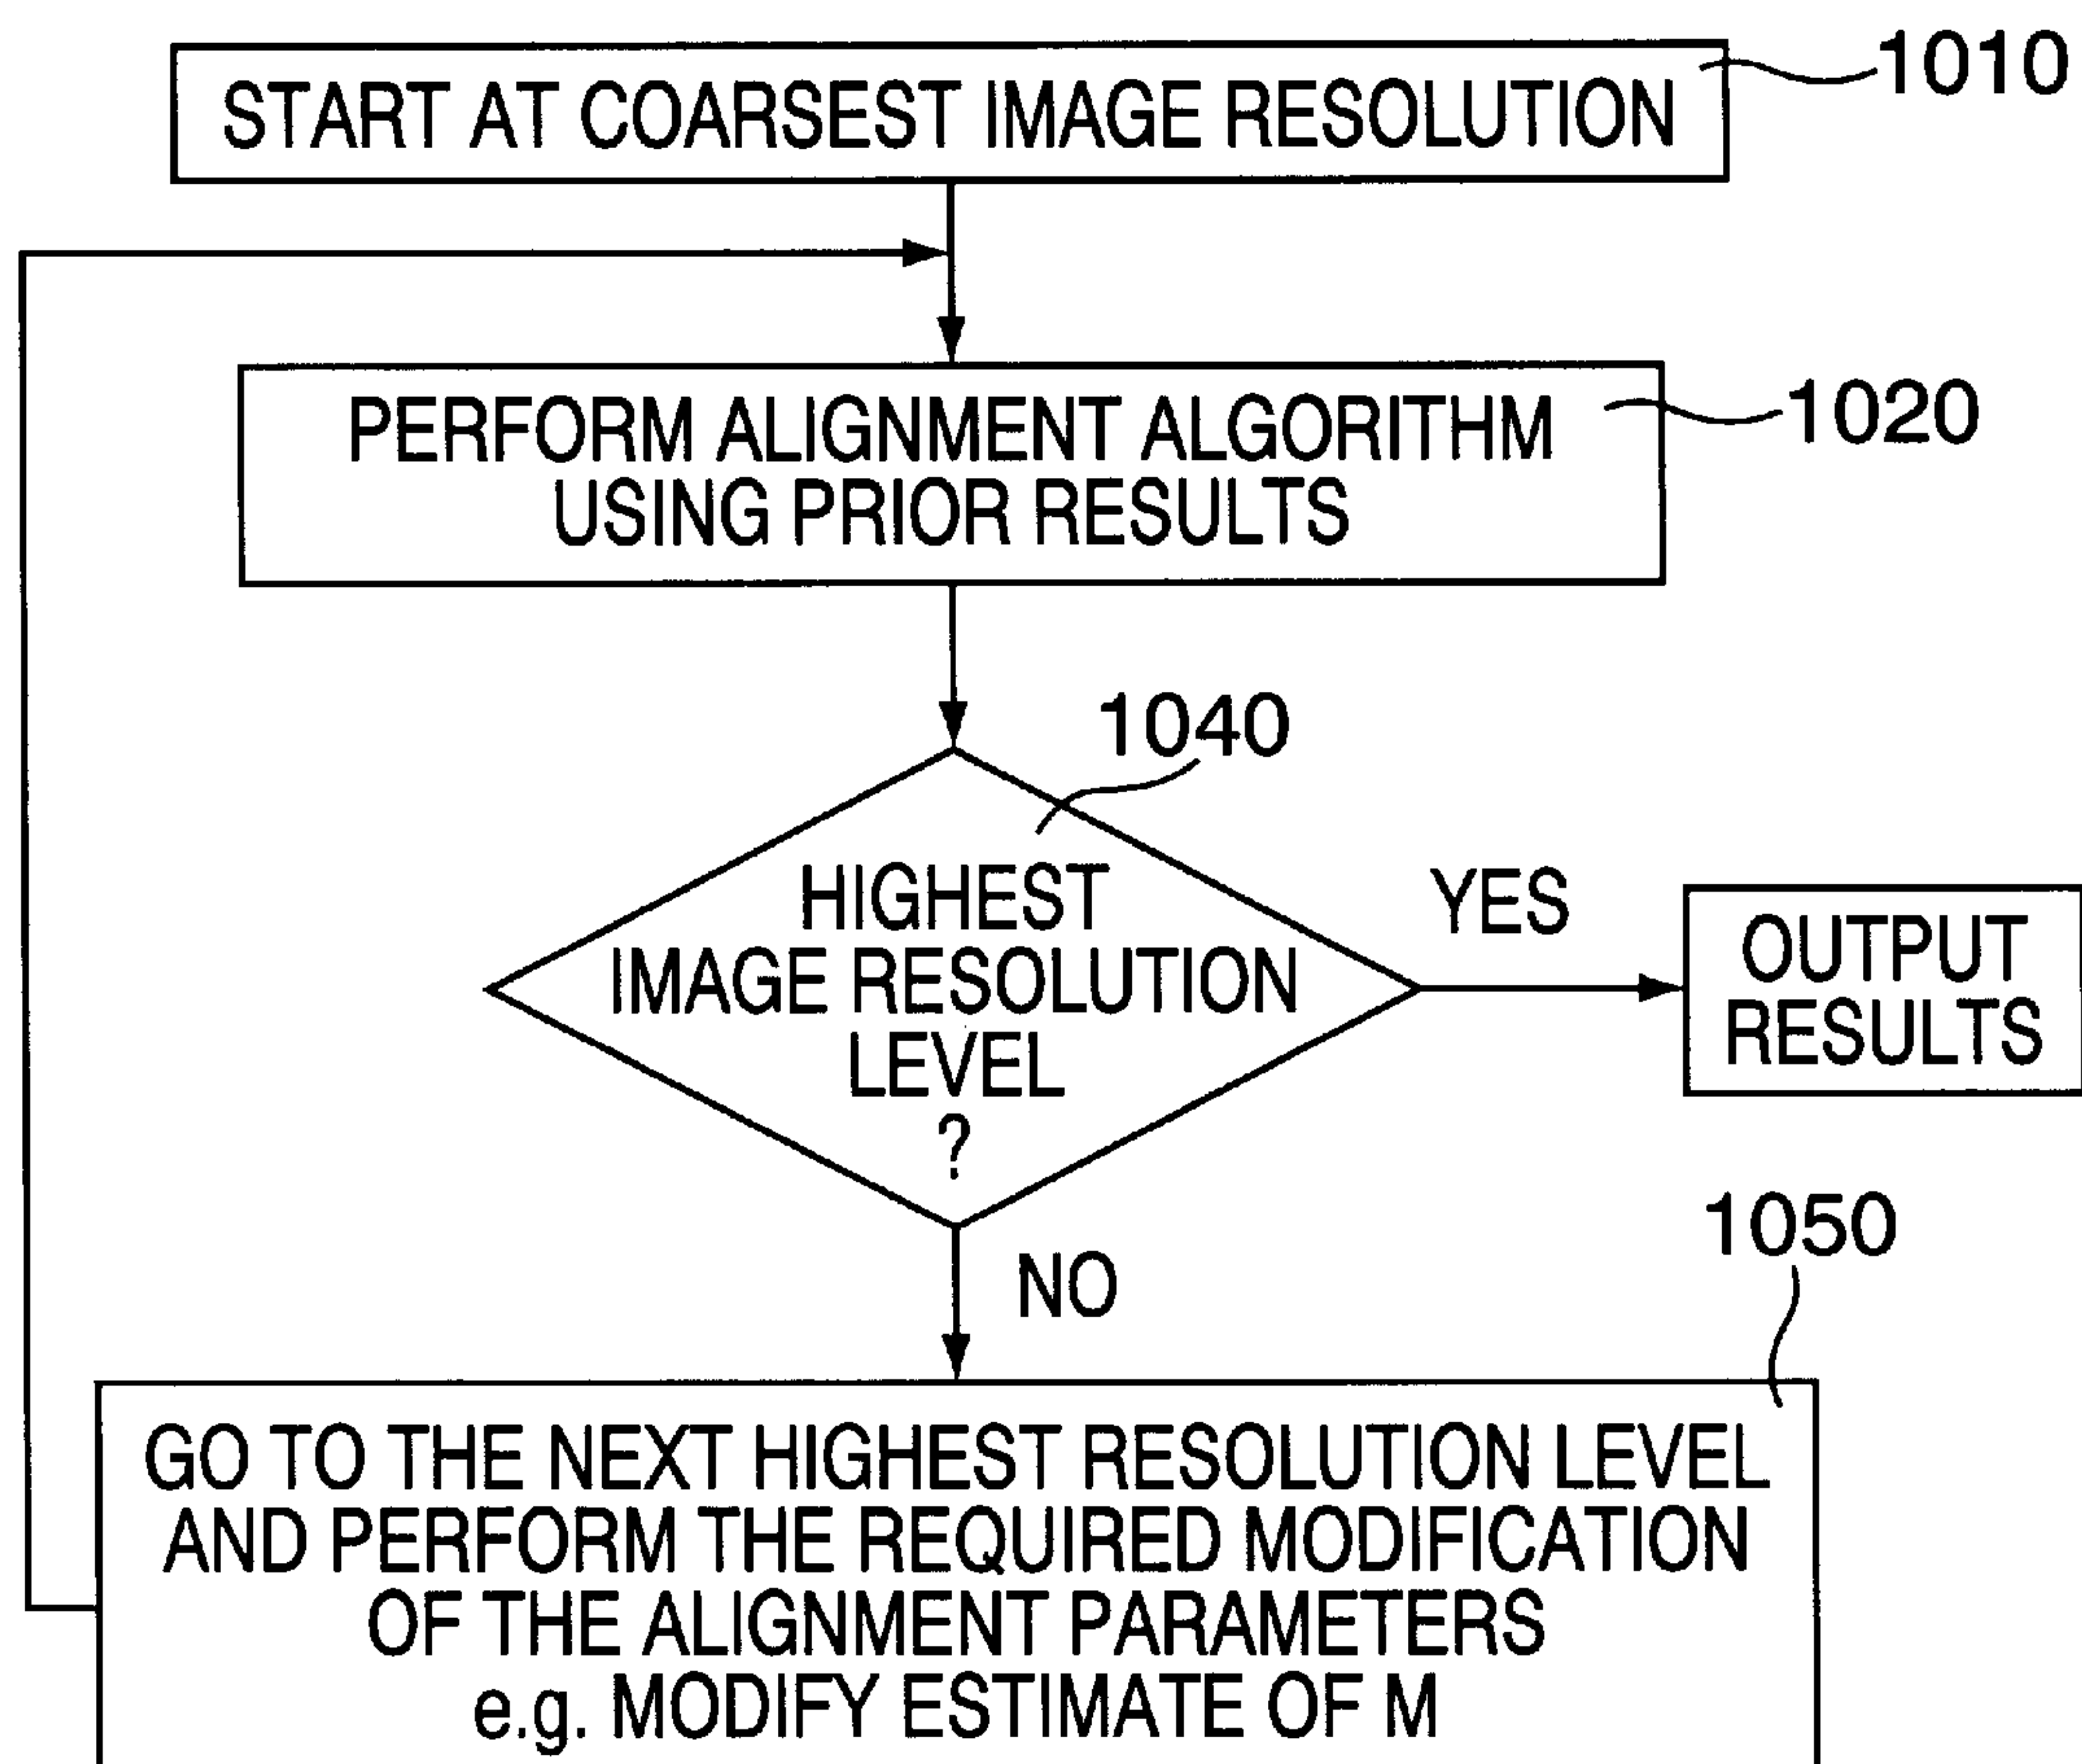 START AT COARSEST IMAGE RESOLUTION
1010
PERFORM ALIGNMENT ALGORITHM
USING PRIOR RESULTS
1020
1040
HIGHEST
IMAGE RESOLUTION
LEVEL
?
YES
OUTPUT
RESULTS
NO
1050
GO TO THE NEXT HIGHEST RESOLUTION LEVEL
AND PERFORM THE REQUIRED MODIFICATION
OF THE ALIGNMENT PARAMETERS
e.g. MODIFY ESTIMATE OF M